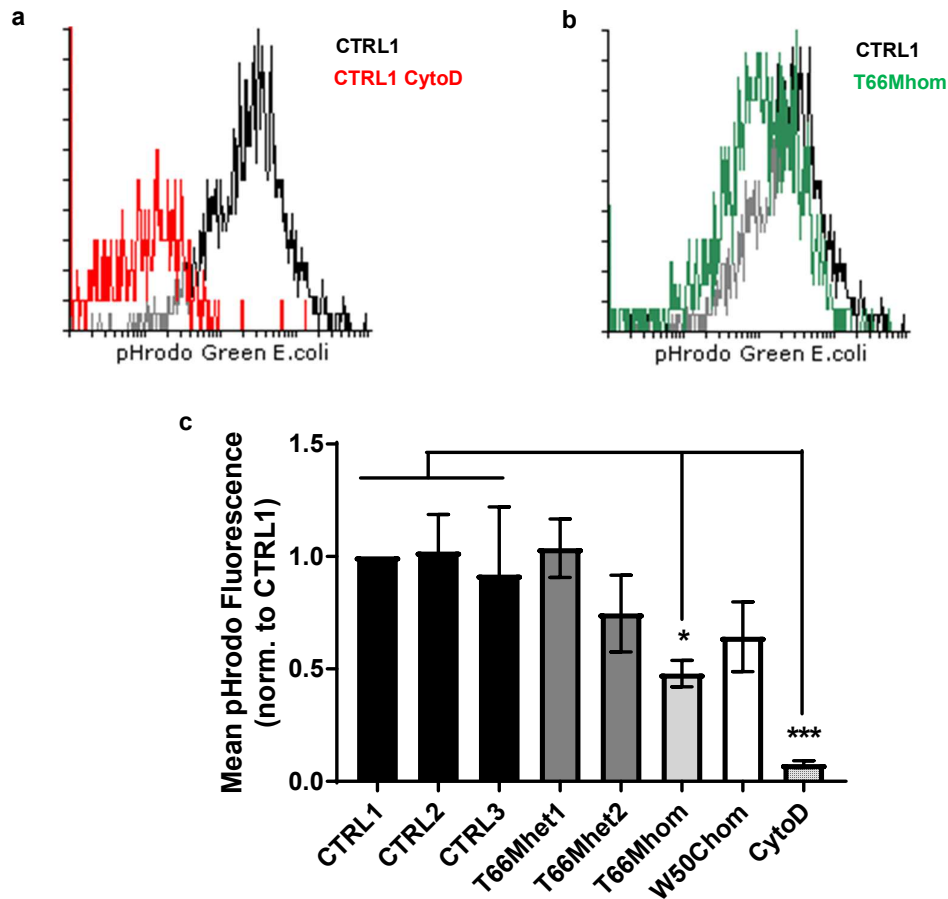 a
CTRL1
CTRL1 CytoD
pHrodo Green E.coli
b
CTRL1
T66Mhom
pHrodo Green E.coli
c
Mean pHrodo Fluorescence
(norm. to CTRL1)
1.5
1.0
0.5
0.0
*
***
CTRL1
CTRL2
CTRL3
T66Mhet1
T66Mhet2
T66Mhom
W50Chom
CytoD